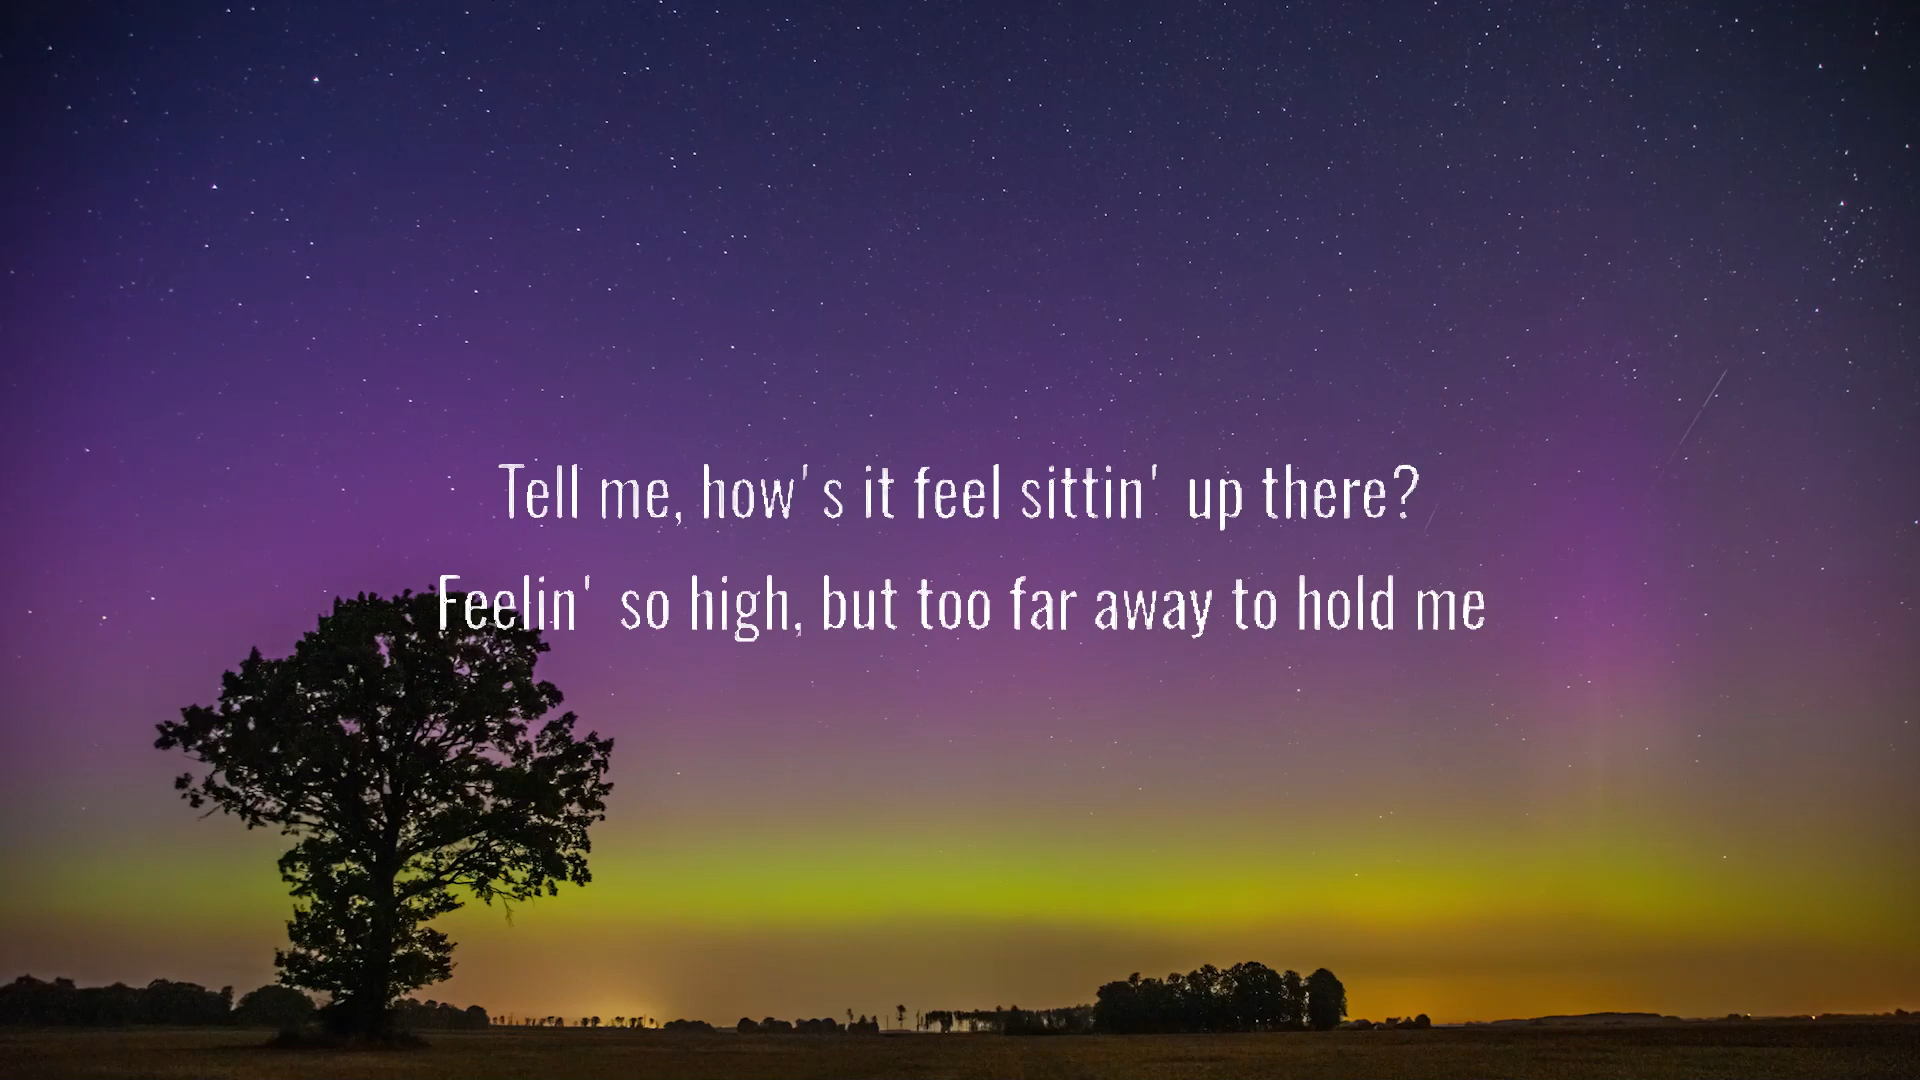 Tell me, how's it feel sittin' up there?
Feelin' so high, but too far away to hold me